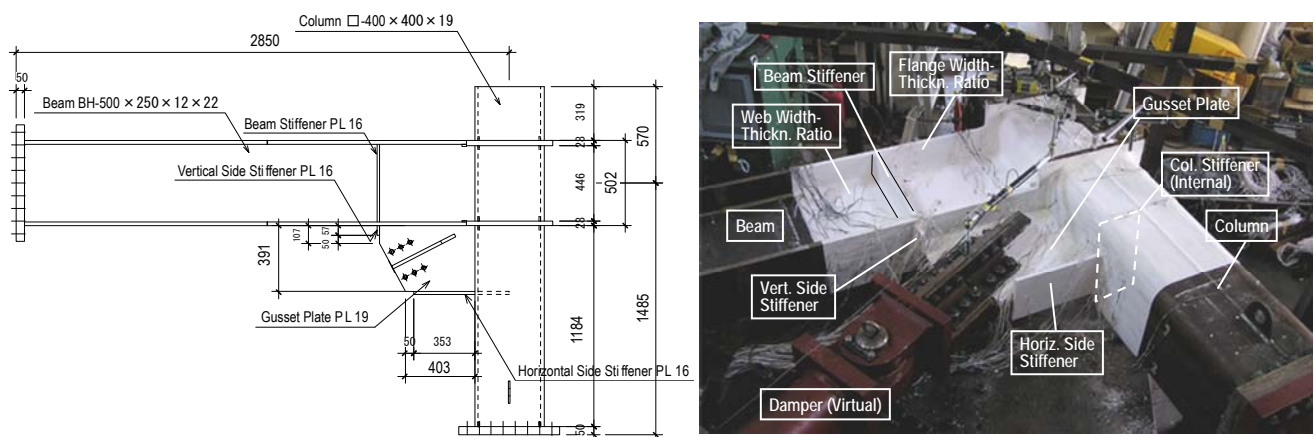 Column □-400 × 400 × 19
2850
50
Beam BH-500 × 250 × 12 × 22
Beam Stiffener PL 16
Vertical Side Stiffener PL 16
319
570
28
446
502
28
107
57
50
391
Gusset Plate PL 19
1184
1485
50
353
403
Horizontal Side Stiffener PL 16
50
Beam Stiffener
Flange Width-
Thickn. Ratio
Web Width-
Thickn. Ratio
Gusset Plate
Col. Stiffener
(Internal)
Beam
Column
Vert. Side
Stiffener
Horiz. Side
Stiffener
Damper (Virtual)